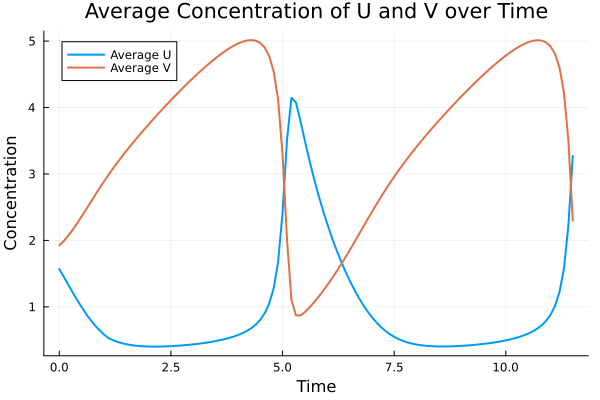 Average Concentration of U and V over Time
Average U
Average V
Concentration
5
4
3
2
1
0.0 2.5 5.0 7.5 10.0
Time